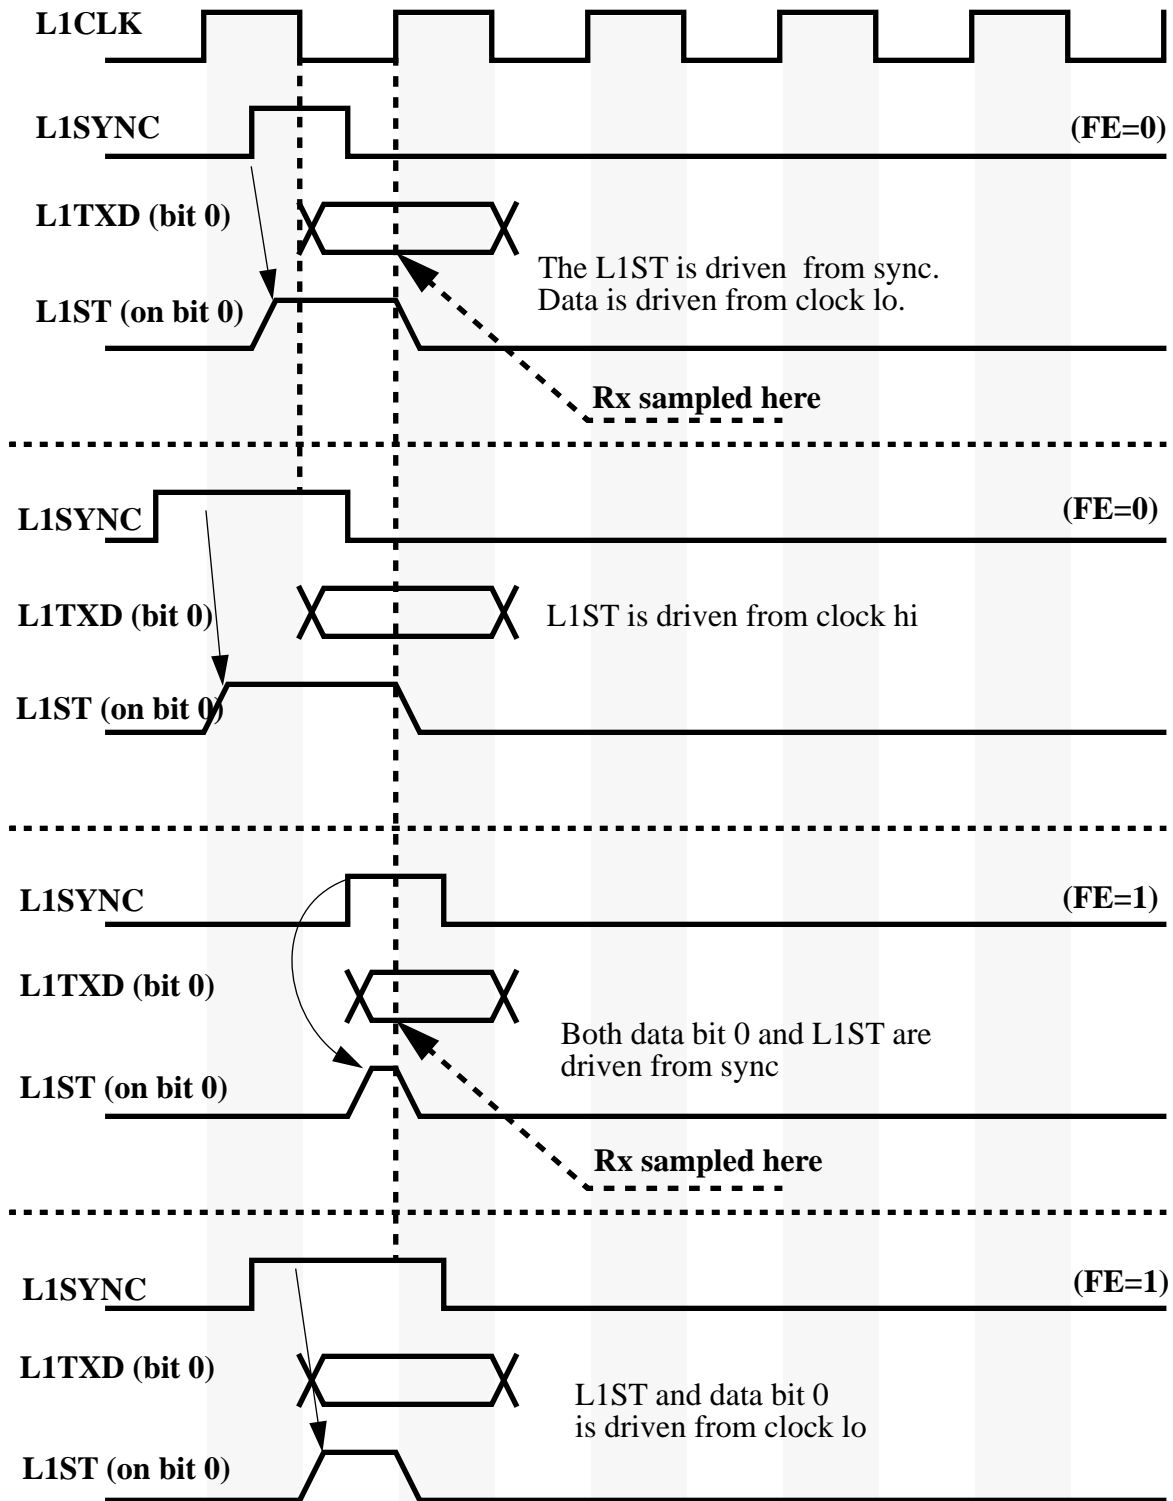 L1CLK
L1SYNC
(FE=0)
L1TXD (bit 0)
The L1ST is driven from sync.
Data is driven from clock lo.
L1ST (on bit 0)
Rx sampled here
L1SYNC
(FE=0)
L1TXD (bit 0)
L1ST is driven from clock hi
L1ST (on bit 0)
L1SYNC
(FE=1)
L1TXD (bit 0)
Both data bit 0 and L1ST are
driven from sync
L1ST (on bit 0)
Rx sampled here
L1SYNC
(FE=1)
L1TXD (bit 0)
L1ST and data bit 0
is driven from clock lo
L1ST (on bit 0)